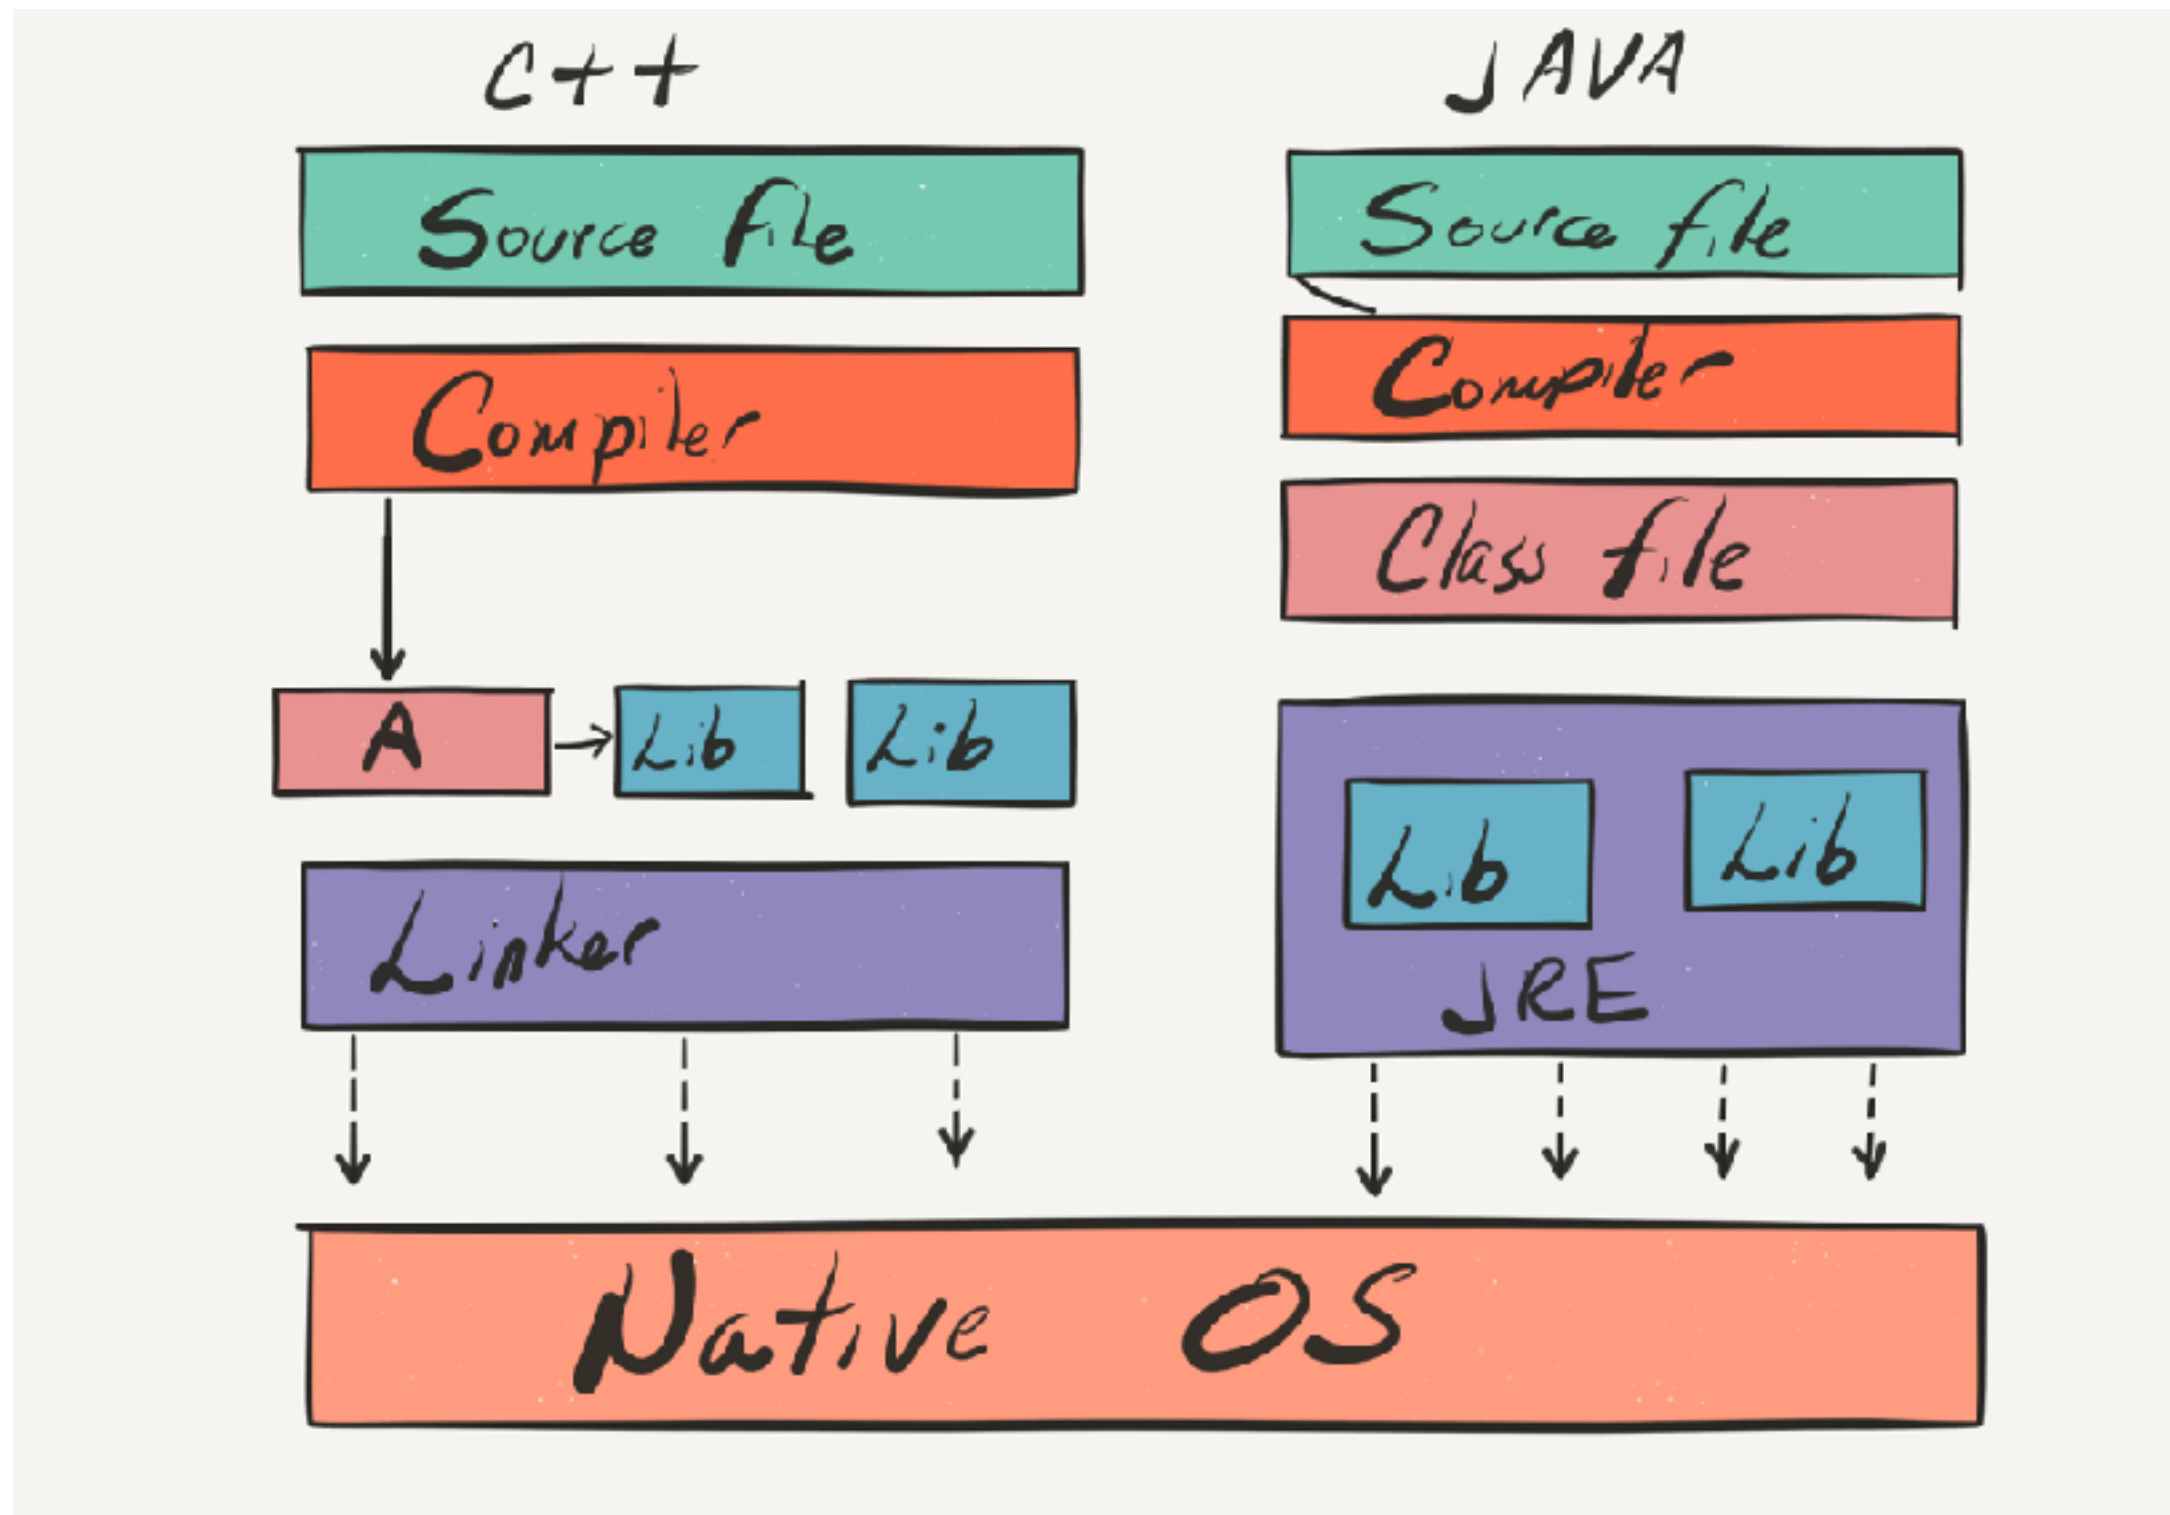 C++
Source file
Compiler
A
Lib
Lib
Linker
JAVA
Source file
Compiler
Class file
Lib
Lib
JRE
Native OS